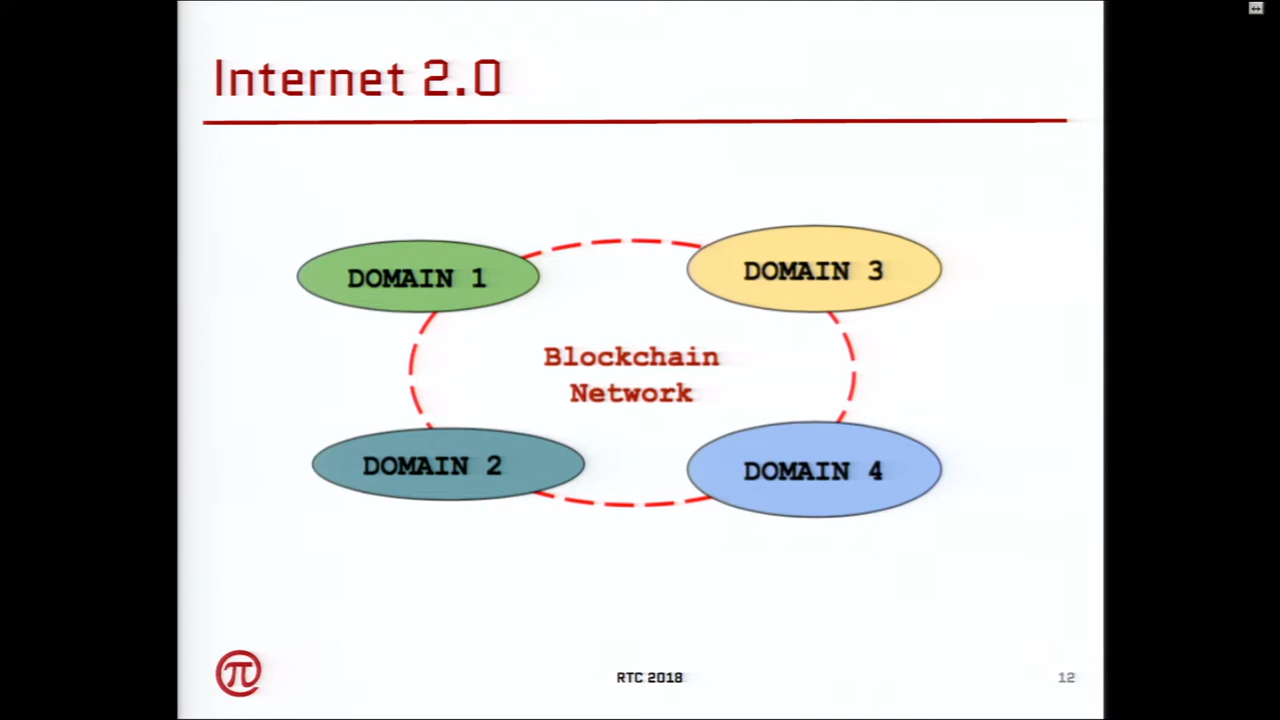 Internet 2.0
DOMAIN 1
DOMAIN 3
Blockchain
Network
DOMAIN 2
DOMAIN 4
π
RTC 2018
12